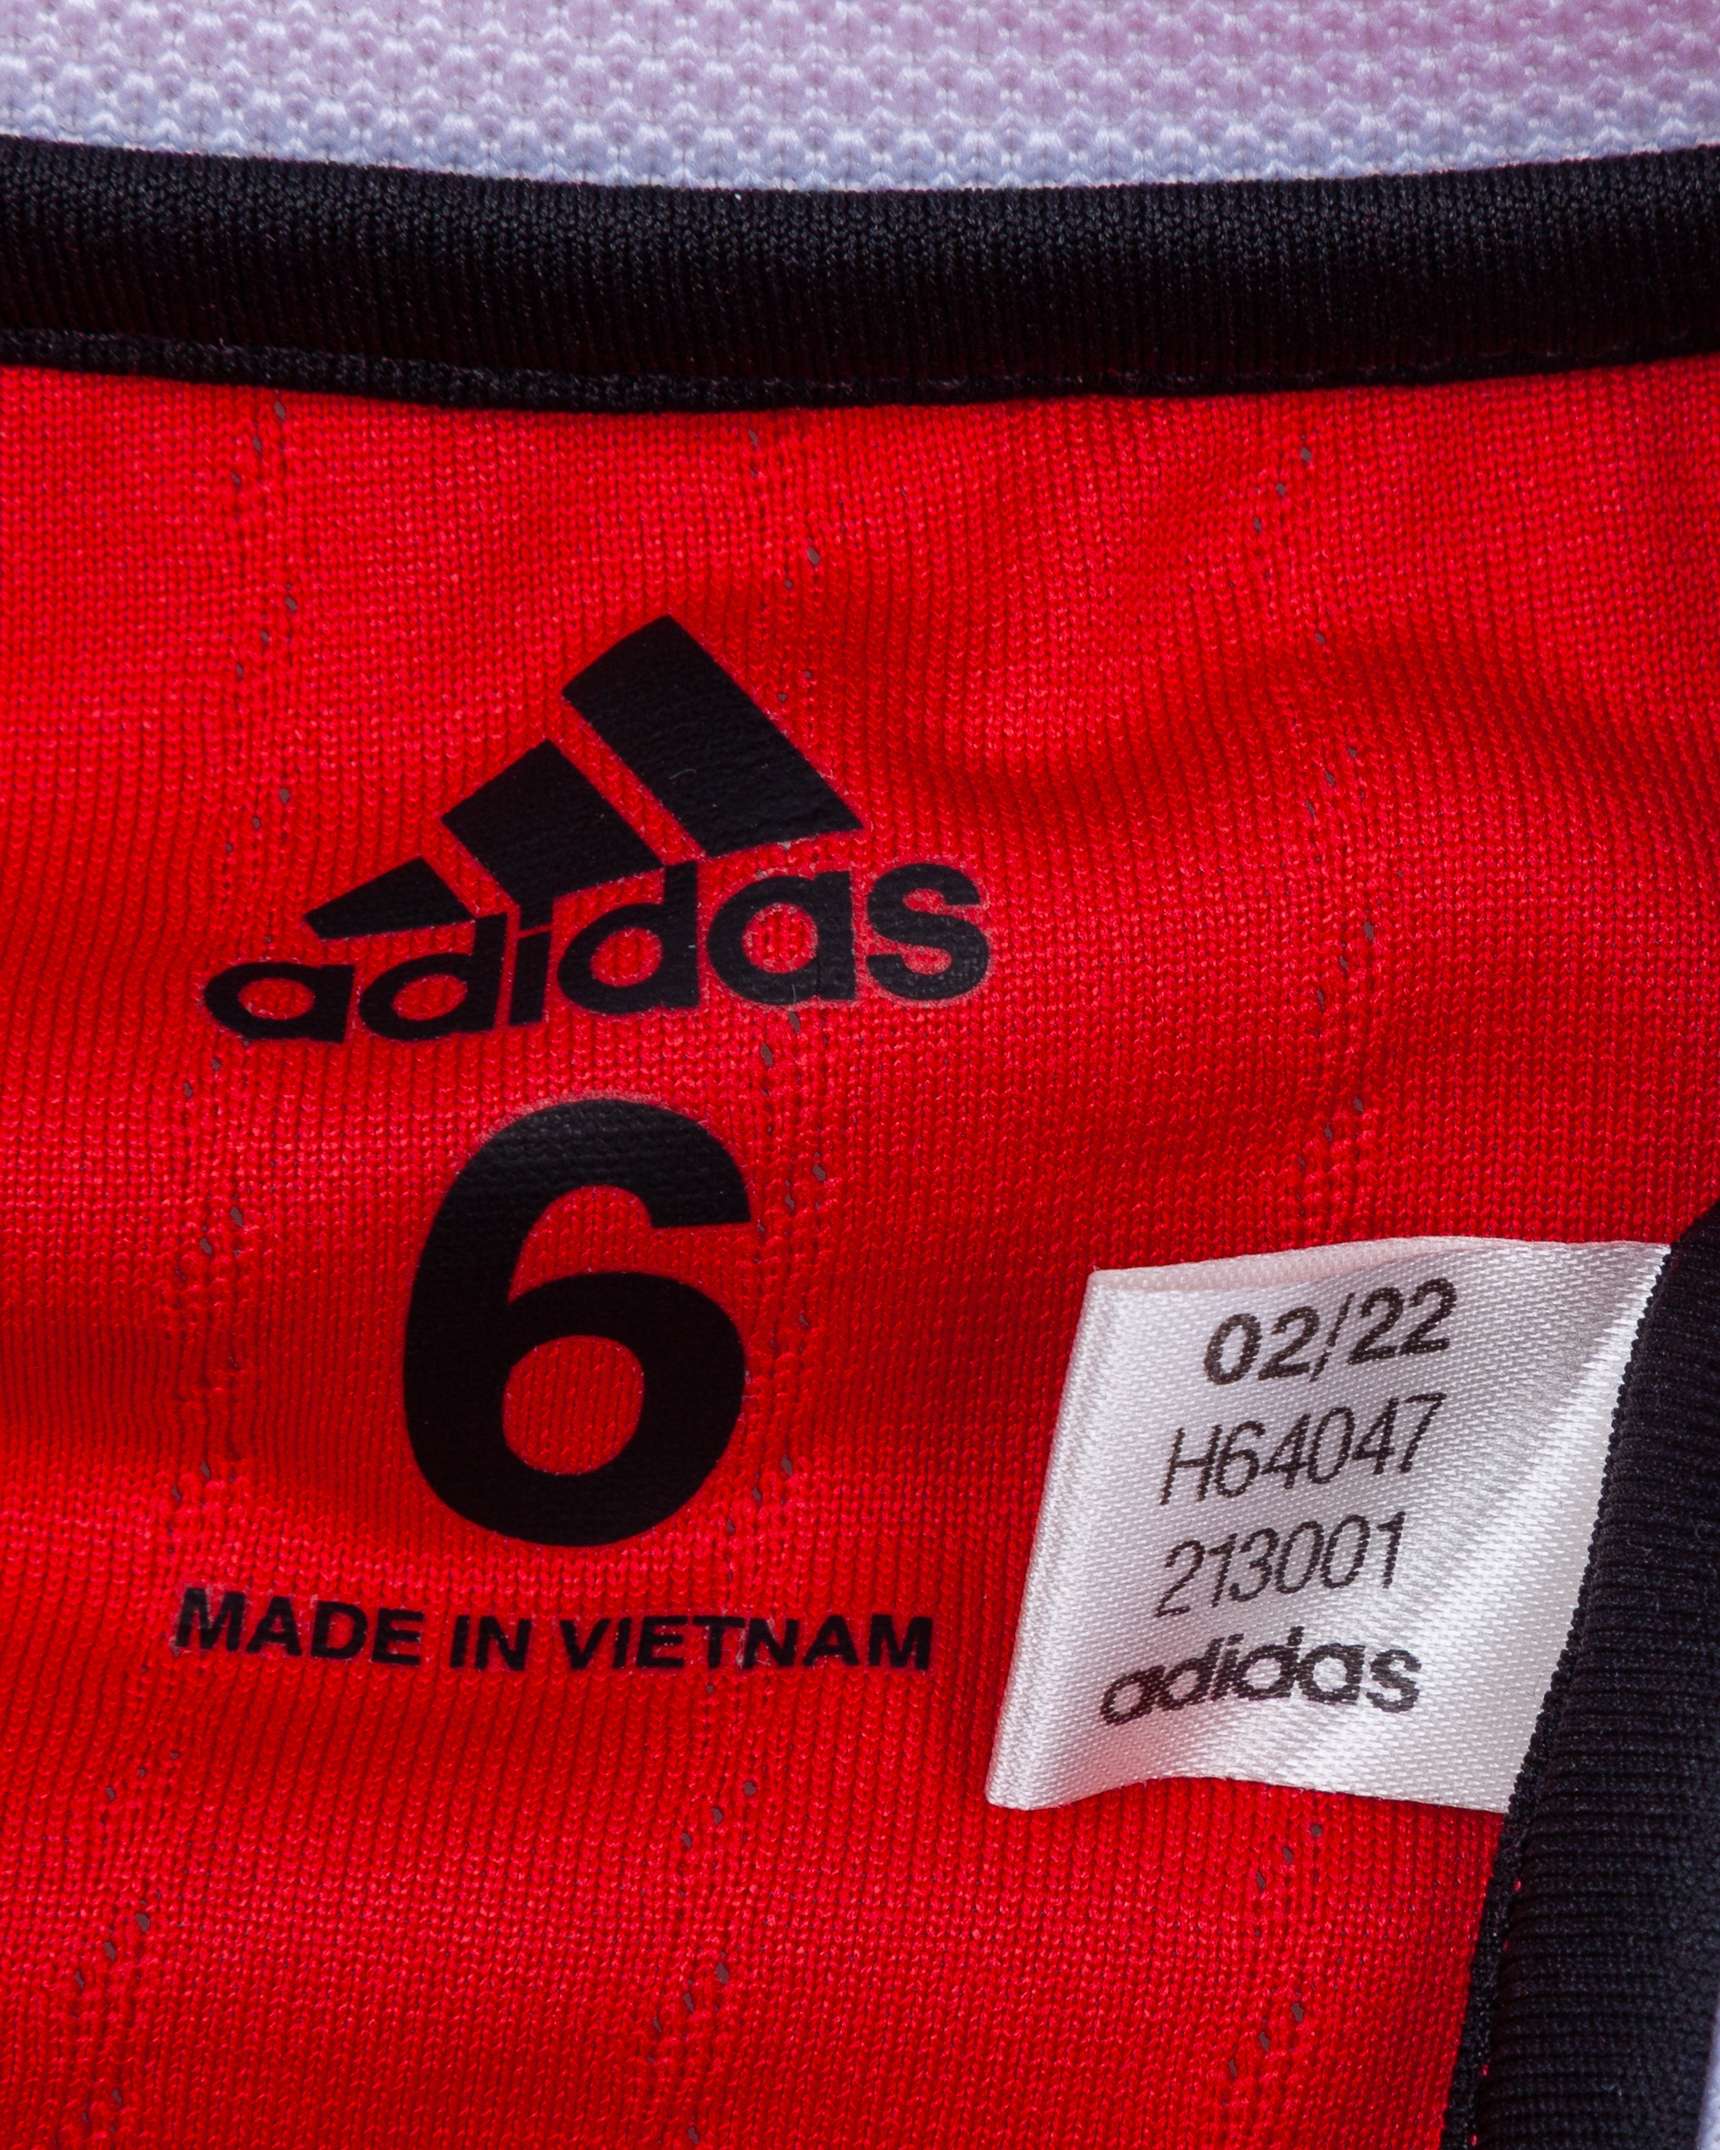 adidas
6
MADE IN VIETNAM
02/22
H64047
213001
adidas